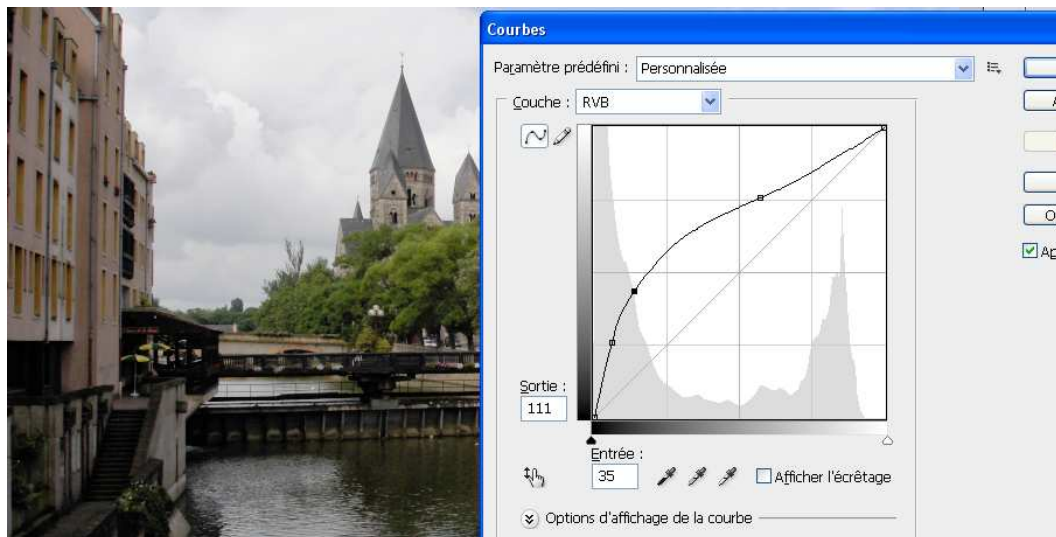 Courbes
Paramètre prédéfini : Personnalisée
Couche : RVB
Sortie :
111
Entrée :
35
Afficher l'écrêtage
Options d'affichage de la courbe